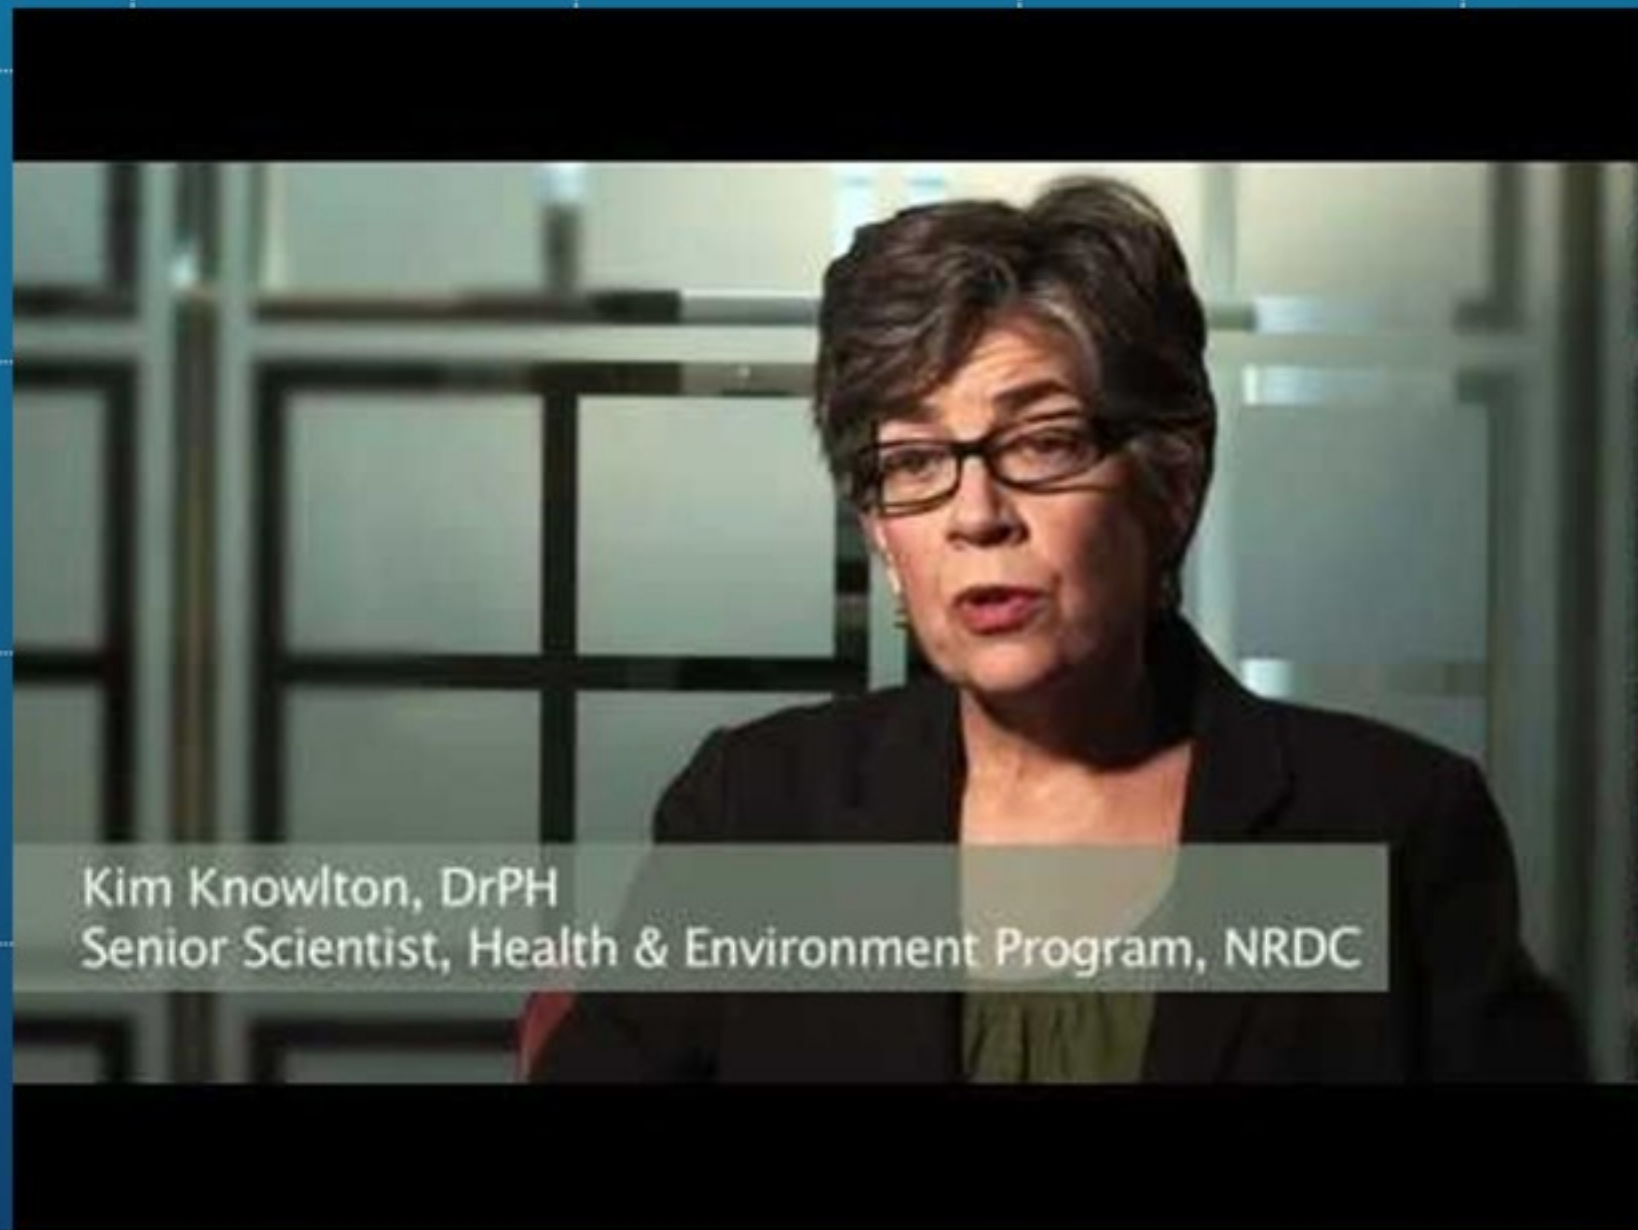 Kim Knowlton, DrPH
Senior Scientist, Health & Environment Program, NRDC